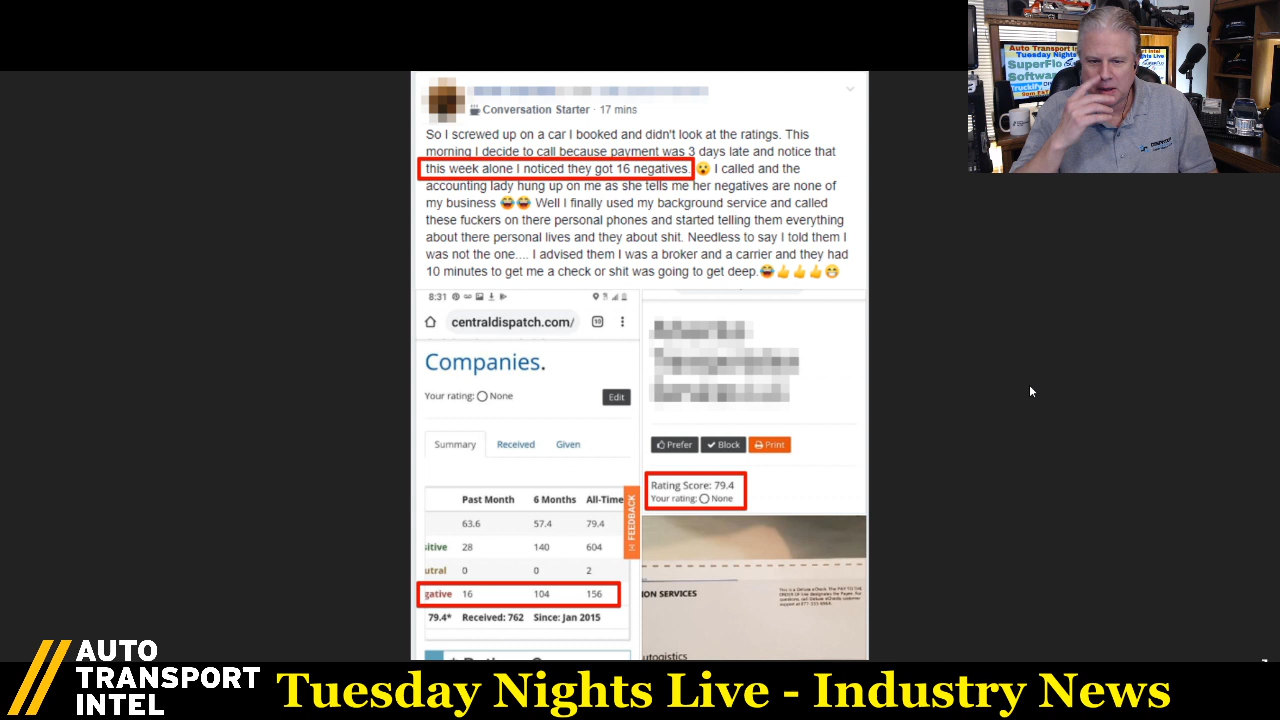 Conversation Starter · 17 mins
So I screwed up on a car I booked and didn't look at the ratings. This
morning I decide to call because payment was 3 days late and notice that
this week alone I noticed they got 16 negatives. 😮 I called and the
accounting lady hung up on me as she tells me her negatives are none of
my business 😂😂 Well I finally used my background service and called
these fuckers on there personal phones and started telling them everything
about there personal lives and they about shit. Needless to say I told them I
was not the one.... I advised them I was a broker and a carrier and they had
10 minutes to get me a check or shit was going to get deep.😂👍👍👍😁
8:31
centraldispatch.com/
10
Companies.
Your rating: None
Edit
Summary Received Given
Past Month 6 Months All-Time
63.6 57.4 79.4
sitive 28 140 604
utral 0 0 2
gative 16 104 156
79.4* Received: 762 Since: Jan 2015
FEEDBACK
Prefer Block Print
Rating Score: 79.4
Your rating: None
ION SERVICES
utogistics
Auto Transport
Tuesday Nights
SuperFlo
Software
AUTO
TRANSPORT
INTEL
Tuesday Nights Live - Industry News